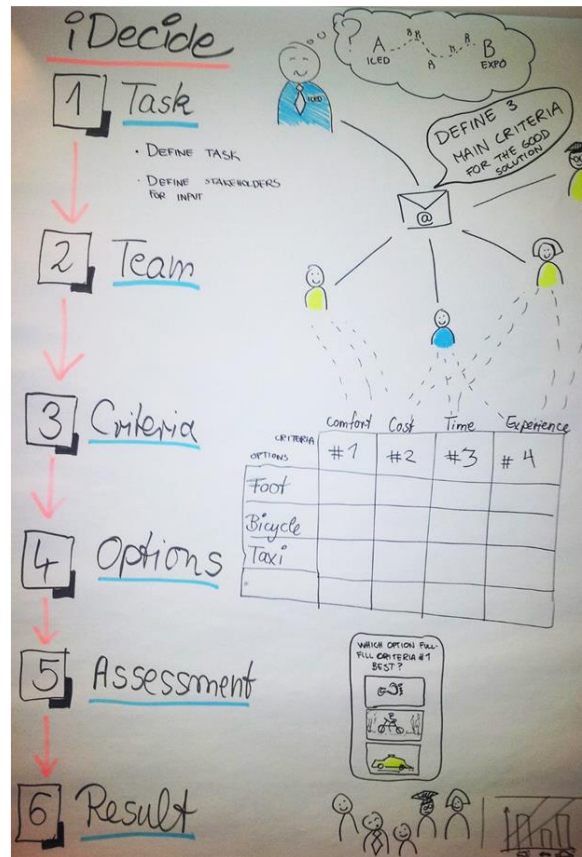 iDecide
1 Task
• DEFINE TASK
• DEFINE STAKEHOLDERS
FOR INPUT
?
A B
ICED EXPO
ICED
DEFINE 3
MAIN CRITERIA
FOR THE GOOD
SOLUTION
@
2 Team
3 Criteria
Comfort Cost Time Experience
CRITERIA
OPTIONS
#1 #2 #3 #4
Foot
Bicycle
Taxi
4 Options
5 Assessment
WHICH OPTION FUL-
FILL CRITERIA #1
BEST?
6 Result